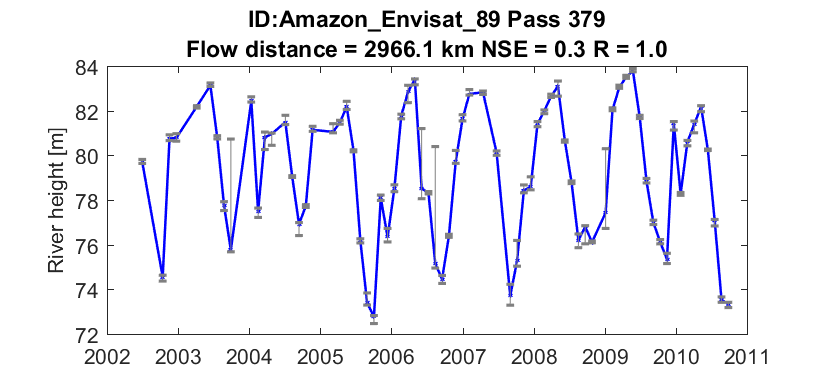 ID:Amazon_Envisat_89 Pass 379
Flow distance = 2966.1 km NSE = 0.3 R = 1.0
River height [m]
84
82
80
78
76
74
72
2002 2003 2004 2005 2006 2007 2008 2009 2010 2011